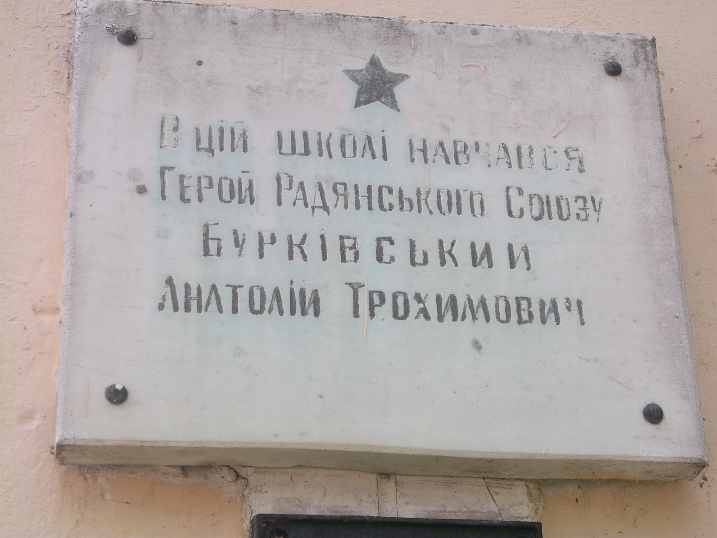 В цій школі навчався
Герой Радянського Союзу
Бурківський
Анатолій Трохимович